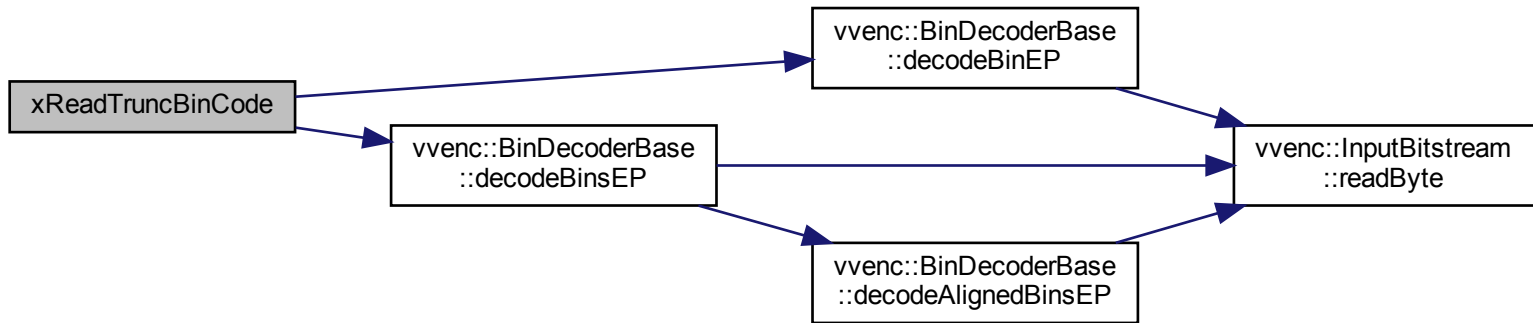 xReadTruncBinCode
vvenc::BinDecoderBase
::decodeBinEP
vvenc::BinDecoderBase
::decodeBinsEP
vvenc::BinDecoderBase
::decodeAlignedBinsEP
vvenc::InputBitstream
::readByte